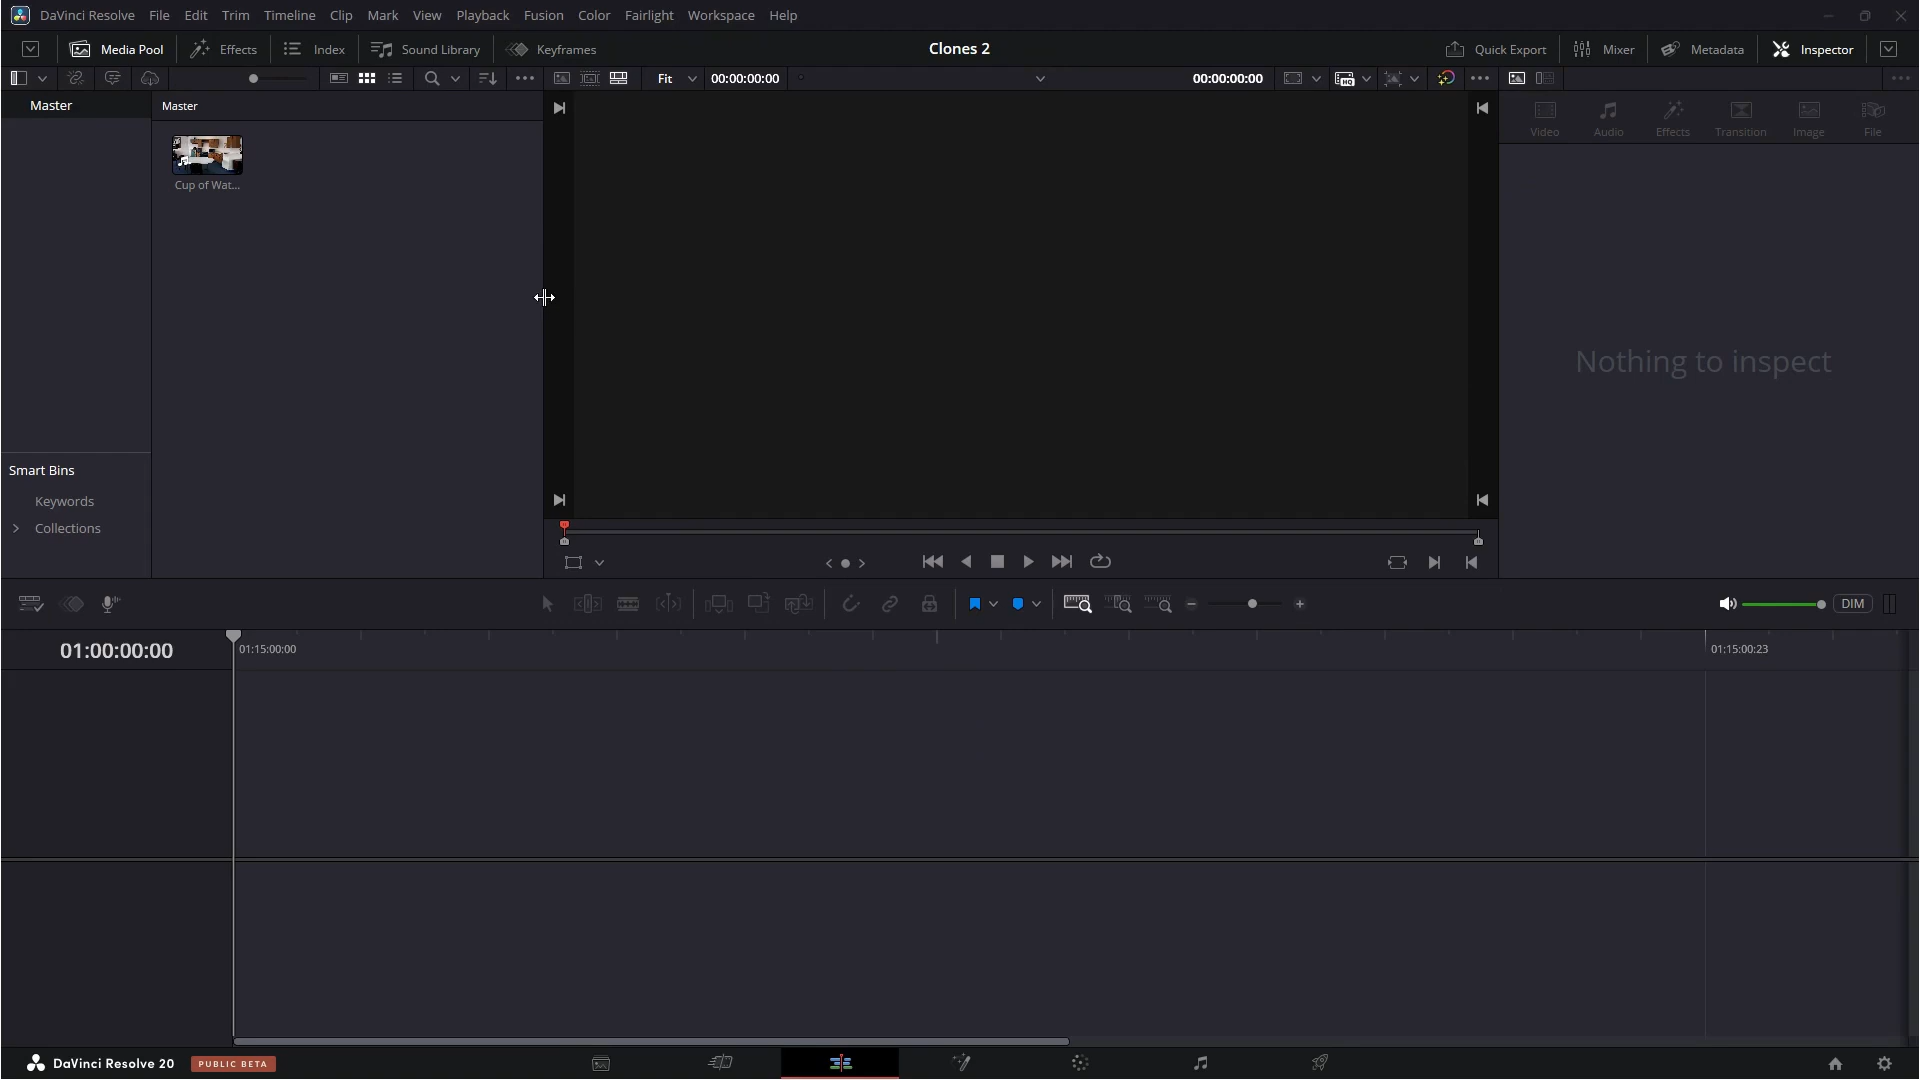 DaVinci Resolve File Edit Trim Timeline Clip Mark View Playback Fusion Color Fairlight Workspace Help
Media Pool Effects Index Sound Library Keyframes Clones 2 Quick Export Mixer Metadata Inspector
Fit 00:00:00:00 00:00:00:00
Master Master
Video Audio Effects Transition Image File
Cup of Wat...
Nothing to inspect
Smart Bins
Keywords
Collections
DIM
01:00:00:00 01:15:00:00 01:15:00:23
DaVinci Resolve 20 PUBLIC BETA